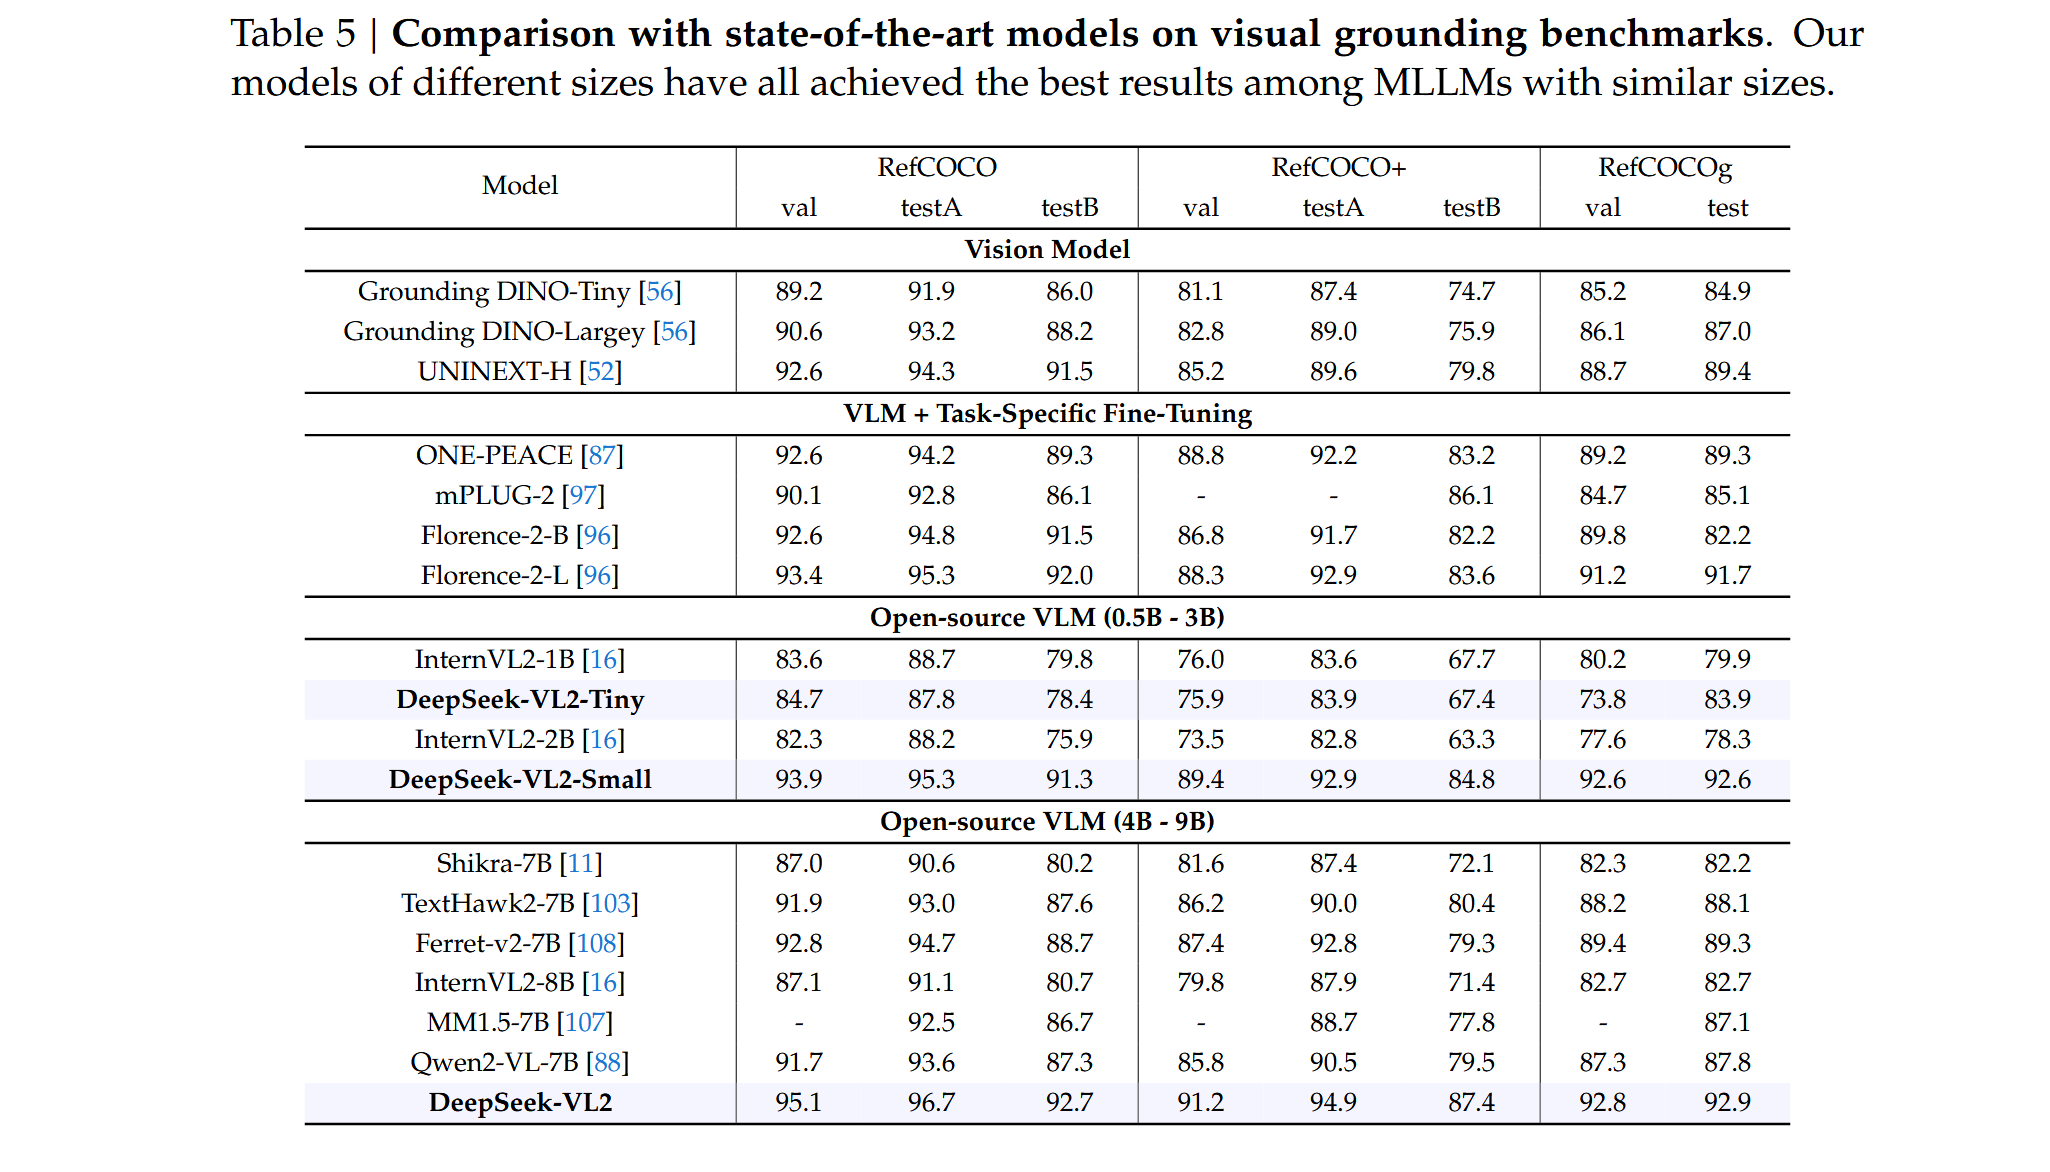 Table 5 | Comparison with state-of-the-art models on visual grounding benchmarks. Our
models of different sizes have all achieved the best results among MLLMs with similar sizes.
Model RefCOCO RefCOCO+ RefCOCOg
val testA testB val testA testB val test
Vision Model
Grounding DINO-Tiny [56] 89.2 91.9 86.0 81.1 87.4 74.7 85.2 84.9
Grounding DINO-Largey [56] 90.6 93.2 88.2 82.8 89.0 75.9 86.1 87.0
UNINEXT-H [52] 92.6 94.3 91.5 85.2 89.6 79.8 88.7 89.4
VLM + Task-Specific Fine-Tuning
ONE-PEACE [87] 92.6 94.2 89.3 88.8 92.2 83.2 89.2 89.3
mPLUG-2 [97] 90.1 92.8 86.1 - - 86.1 84.7 85.1
Florence-2-B [96] 92.6 94.8 91.5 86.8 91.7 82.2 89.8 82.2
Florence-2-L [96] 93.4 95.3 92.0 88.3 92.9 83.6 91.2 91.7
Open-source VLM (0.5B - 3B)
InternVL2-1B [16] 83.6 88.7 79.8 76.0 83.6 67.7 80.2 79.9
DeepSeek-VL2-Tiny 84.7 87.8 78.4 75.9 83.9 67.4 73.8 83.9
InternVL2-2B [16] 82.3 88.2 75.9 73.5 82.8 63.3 77.6 78.3
DeepSeek-VL2-Small 93.9 95.3 91.3 89.4 92.9 84.8 92.6 92.6
Open-source VLM (4B - 9B)
Shikra-7B [11] 87.0 90.6 80.2 81.6 87.4 72.1 82.3 82.2
TextHawk2-7B [103] 91.9 93.0 87.6 86.2 90.0 80.4 88.2 88.1
Ferret-v2-7B [108] 92.8 94.7 88.7 87.4 92.8 79.3 89.4 89.3
InternVL2-8B [16] 87.1 91.1 80.7 79.8 87.9 71.4 82.7 82.7
MM1.5-7B [107] - 92.5 86.7 - 88.7 77.8 - 87.1
Qwen2-VL-7B [88] 91.7 93.6 87.3 85.8 90.5 79.5 87.3 87.8
DeepSeek-VL2 95.1 96.7 92.7 91.2 94.9 87.4 92.8 92.9